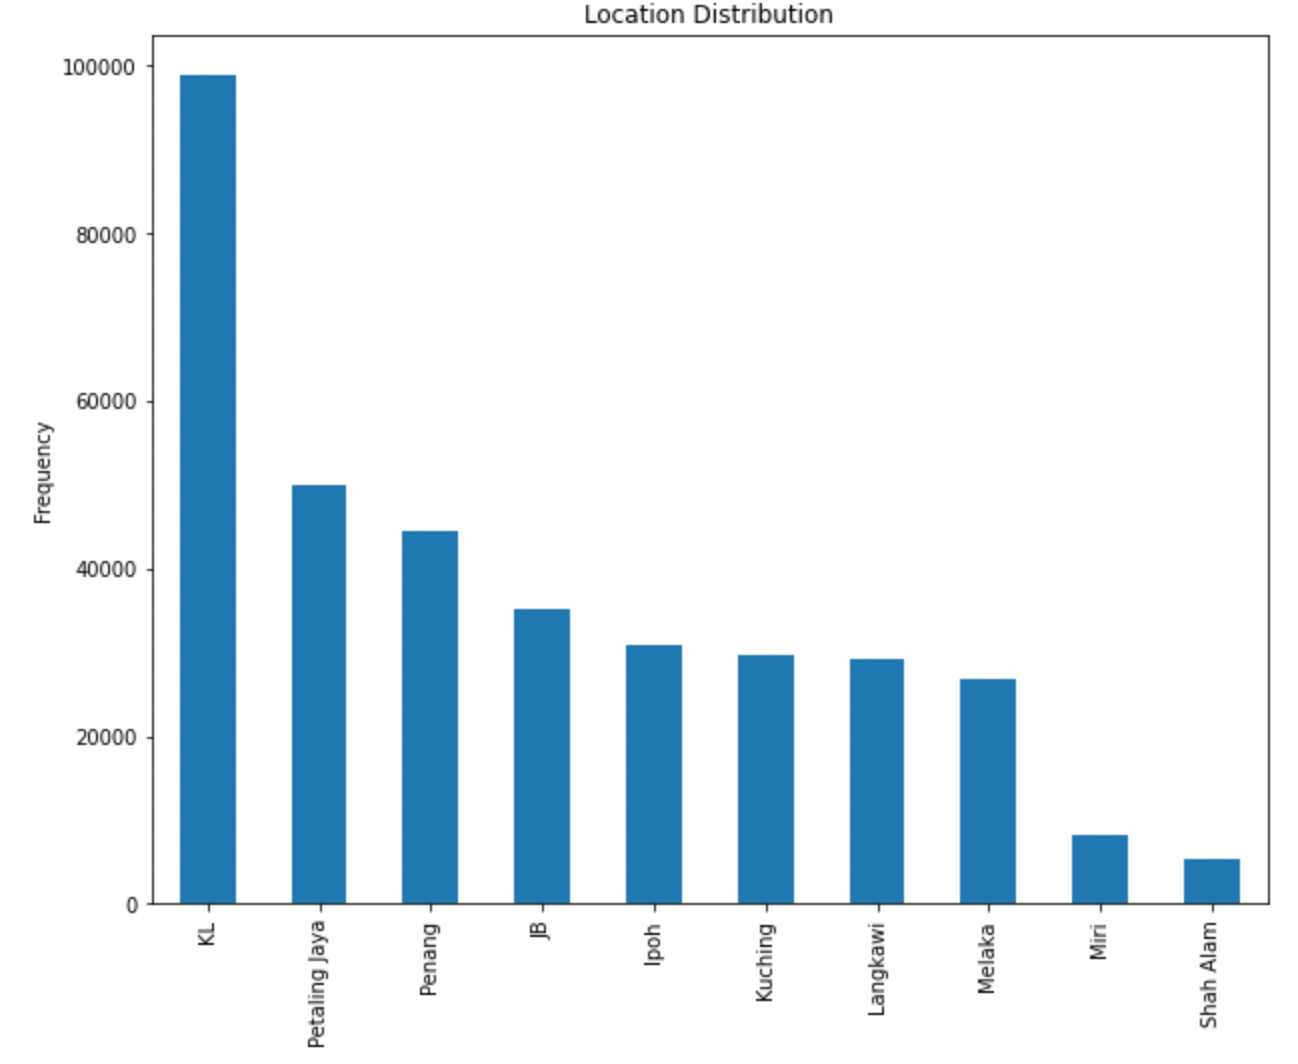 Location Distribution
100000
80000
60000
40000
20000
0
Frequency
KL
Petaling Jaya
Penang
JB
Ipoh
Kuching
Langkawi
Melaka
Miri
Shah Alam